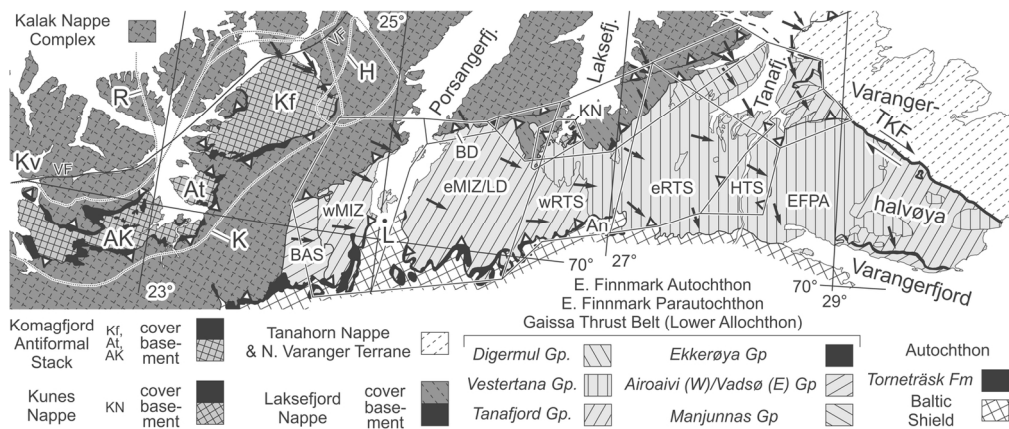 Kalak Nappe
Complex
25°
VF
H
R
Porsangerfj.
Laksefj.
Tanafj.
Varanger-
TKF
Kf
KN
Kv
VF
BD
At
eMIZ/LD
wMIZ
wRTS
eRTS
HTS
EFPA
halvøya
AK
K
L
An
BAS
23°
70°
27°
70°
29°
Varangerfjord
E. Finnmark Autochthon
E. Finnmark Parautochthon
Gaissa Thrust Belt (Lower Allochthon)
Komagfjord
Antiformal
Stack
Kf,
At,
AK
cover
base-
ment
Tanahorn Nappe
& N. Varanger Terrane
Digermul Gp.
Ekkerøya Gp
Autochthon
Vestertana Gp.
Airoaivi (W)/Vadsø (E) Gp
Torneträsk Fm
Kunes
Nappe
KN
cover
base-
ment
Laksefjord
Nappe
cover
base-
ment
Tanafjord Gp.
Manjunnas Gp
Baltic
Shield